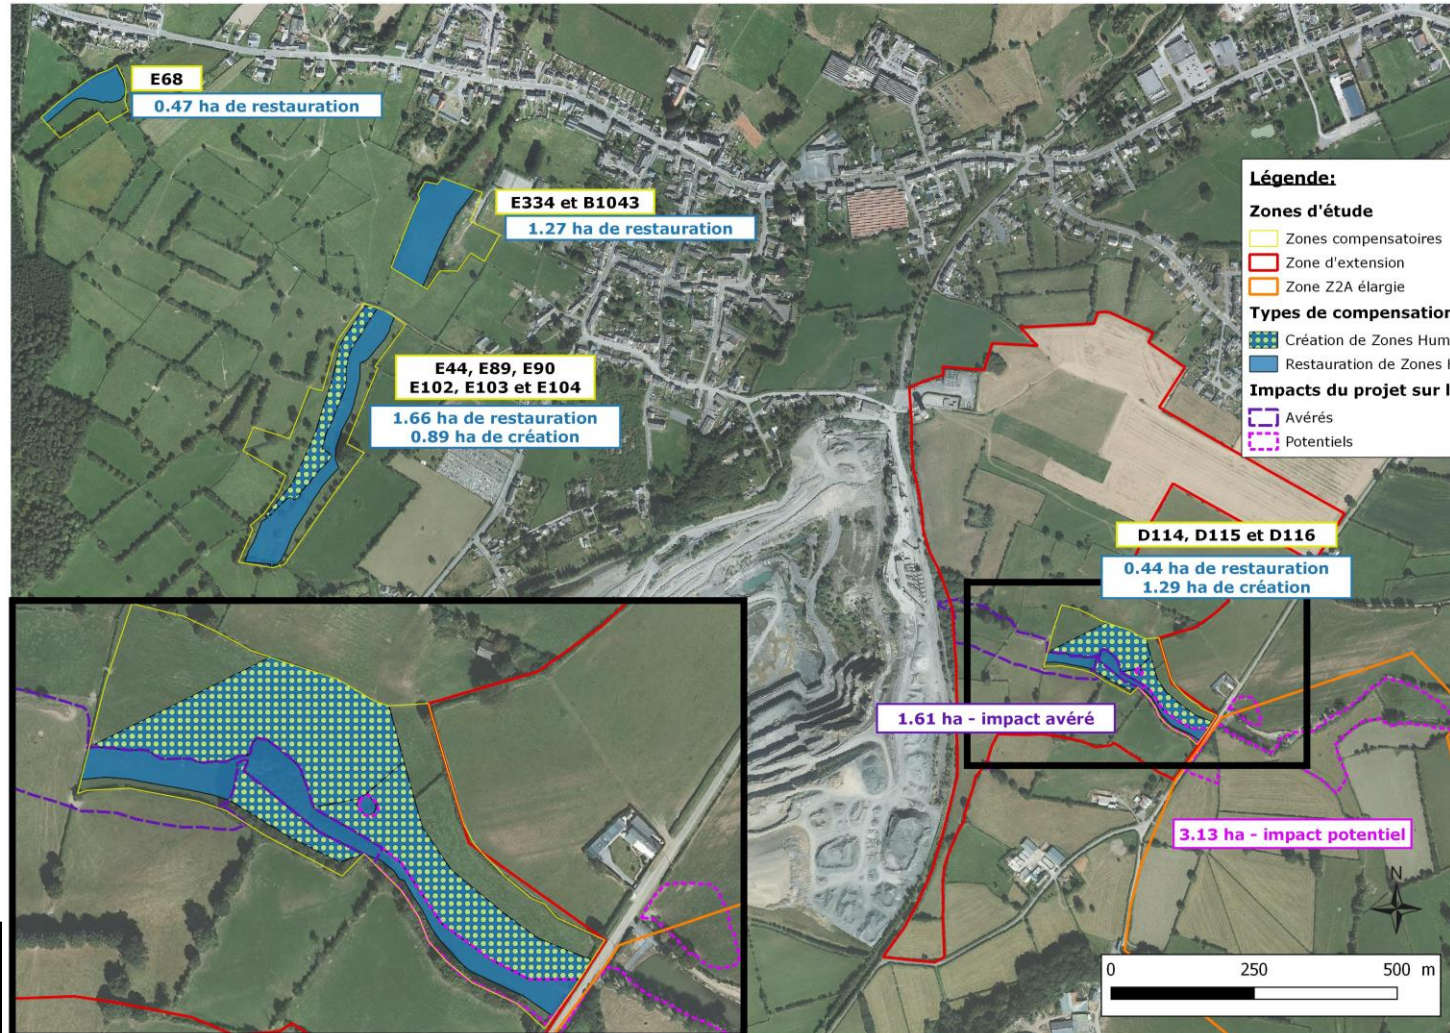 E68
0.47 ha de restauration
E334 et B1043
1.27 ha de restauration
E44, E89, E90
E102, E103 et E104
1.66 ha de restauration
0.89 ha de création
Légende:
Zones d'étude
Zones compensatoires
Zone d'extension
Zone Z2A élargie
Types de compensation
Création de Zones Hum
Restauration de Zones H
Impacts du projet sur l
Avérés
Potentiels
D114, D115 et D116
0.44 ha de restauration
1.29 ha de création
1.61 ha - impact avéré
3.13 ha - impact potentiel
N
0 250 500 m